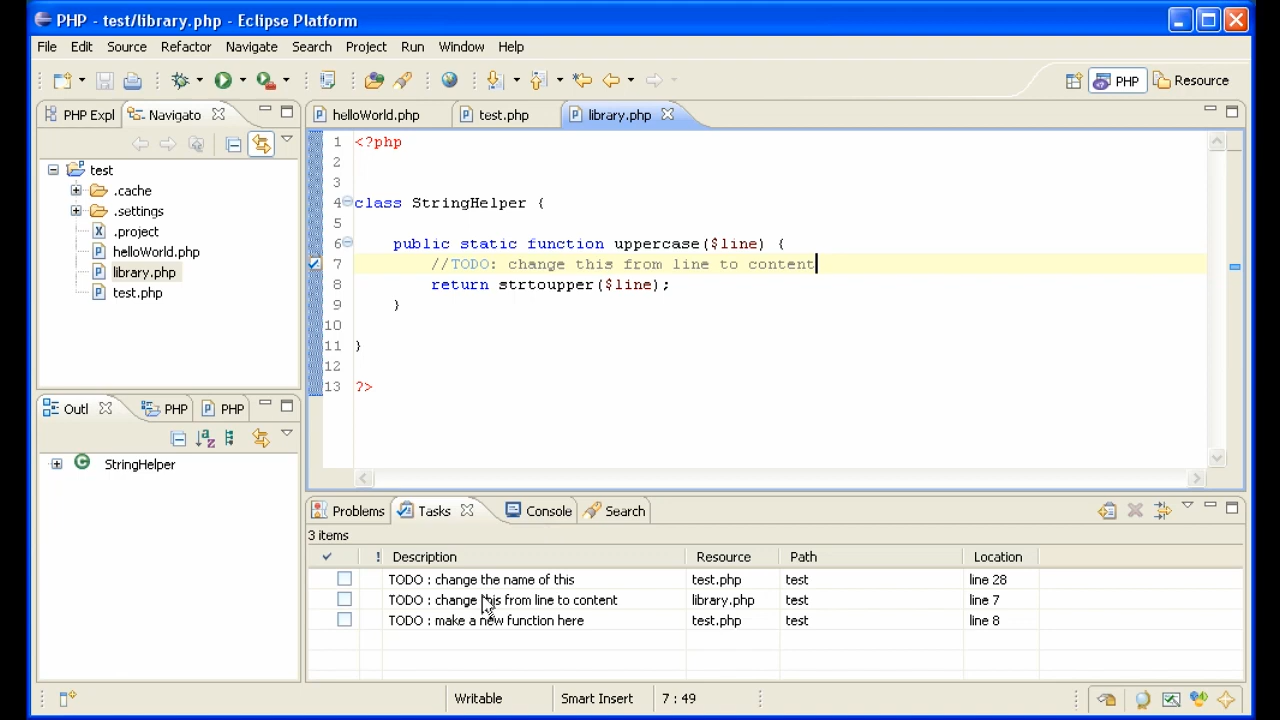 PHP - test/library.php - Eclipse Platform
File Edit Source Refactor Navigate Search Project Run Window Help
PHP Resource
PHP Expl Navigato
helloWorld.php test.php library.php
test
.cache
.settings
.project
helloWorld.php
library.php
test.php
1 <?php
2
3
4 class StringHelper {
5
6 public static function uppercase($line) {
7 //TODO: change this from line to content
8 return strtoupper($line);
9 }
10
11 }
12
13 ?>
Outl PHP PHP
StringHelper
Problems Tasks Console Search
3 items
! Description Resource Path Location
TODO : change the name of this test.php test line 28
TODO : change this from line to content library.php test line 7
TODO : make a new function here test.php test line 8
Writable Smart Insert 7 : 49